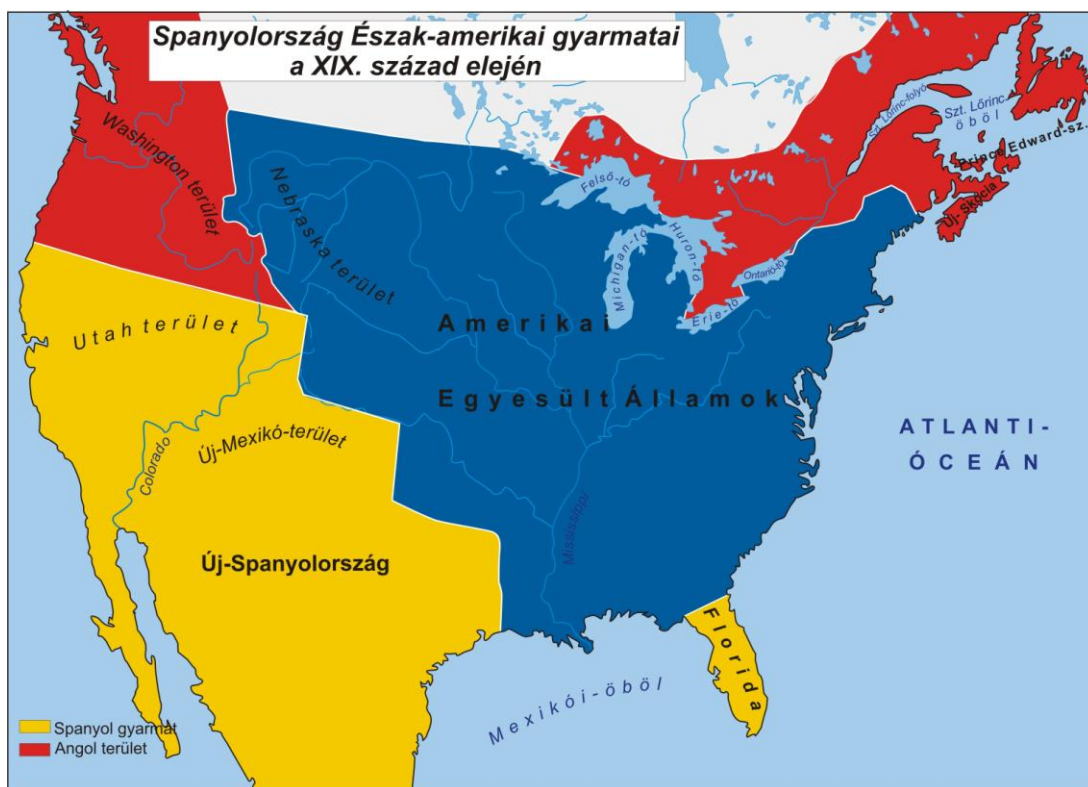 Spanyolország Észak-amerikai gyarmatai
a XIX. század elején
Washington terület
Nebraska terület
Utah terület
Új-Mexikó-terület
Colorado
Új-Spanyolország
Amerikai
Egyesült Államok
Mississippi
Felső-tó
Michigan-tó
Huron-tó
Ontarió-tó
Erie-tó
Szt. Lőrinc-folyó
Szt. Lőrinc
öböl
Prince Edward-sz.
Új-Skócia
ATLANTI-
ÓCEÁN
Florida
Mexikói-öböl
Spanyol gyarmat
Angol terület